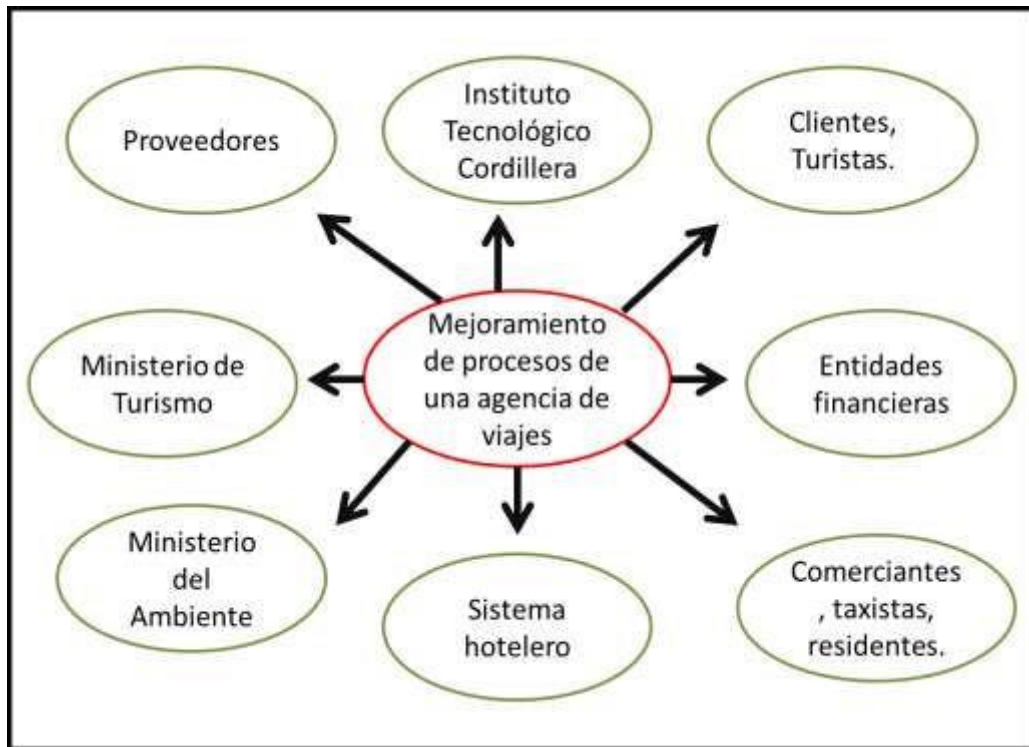 Proveedores
Instituto
Tecnológico
Cordillera
Clientes,
Turistas.
Ministerio de
Turismo
Mejoramiento
de procesos de
una agencia de
viajes
Entidades
financieras
Ministerio
del
Ambiente
Sistema
hotelero
Comerciantes
, taxistas,
residentes.